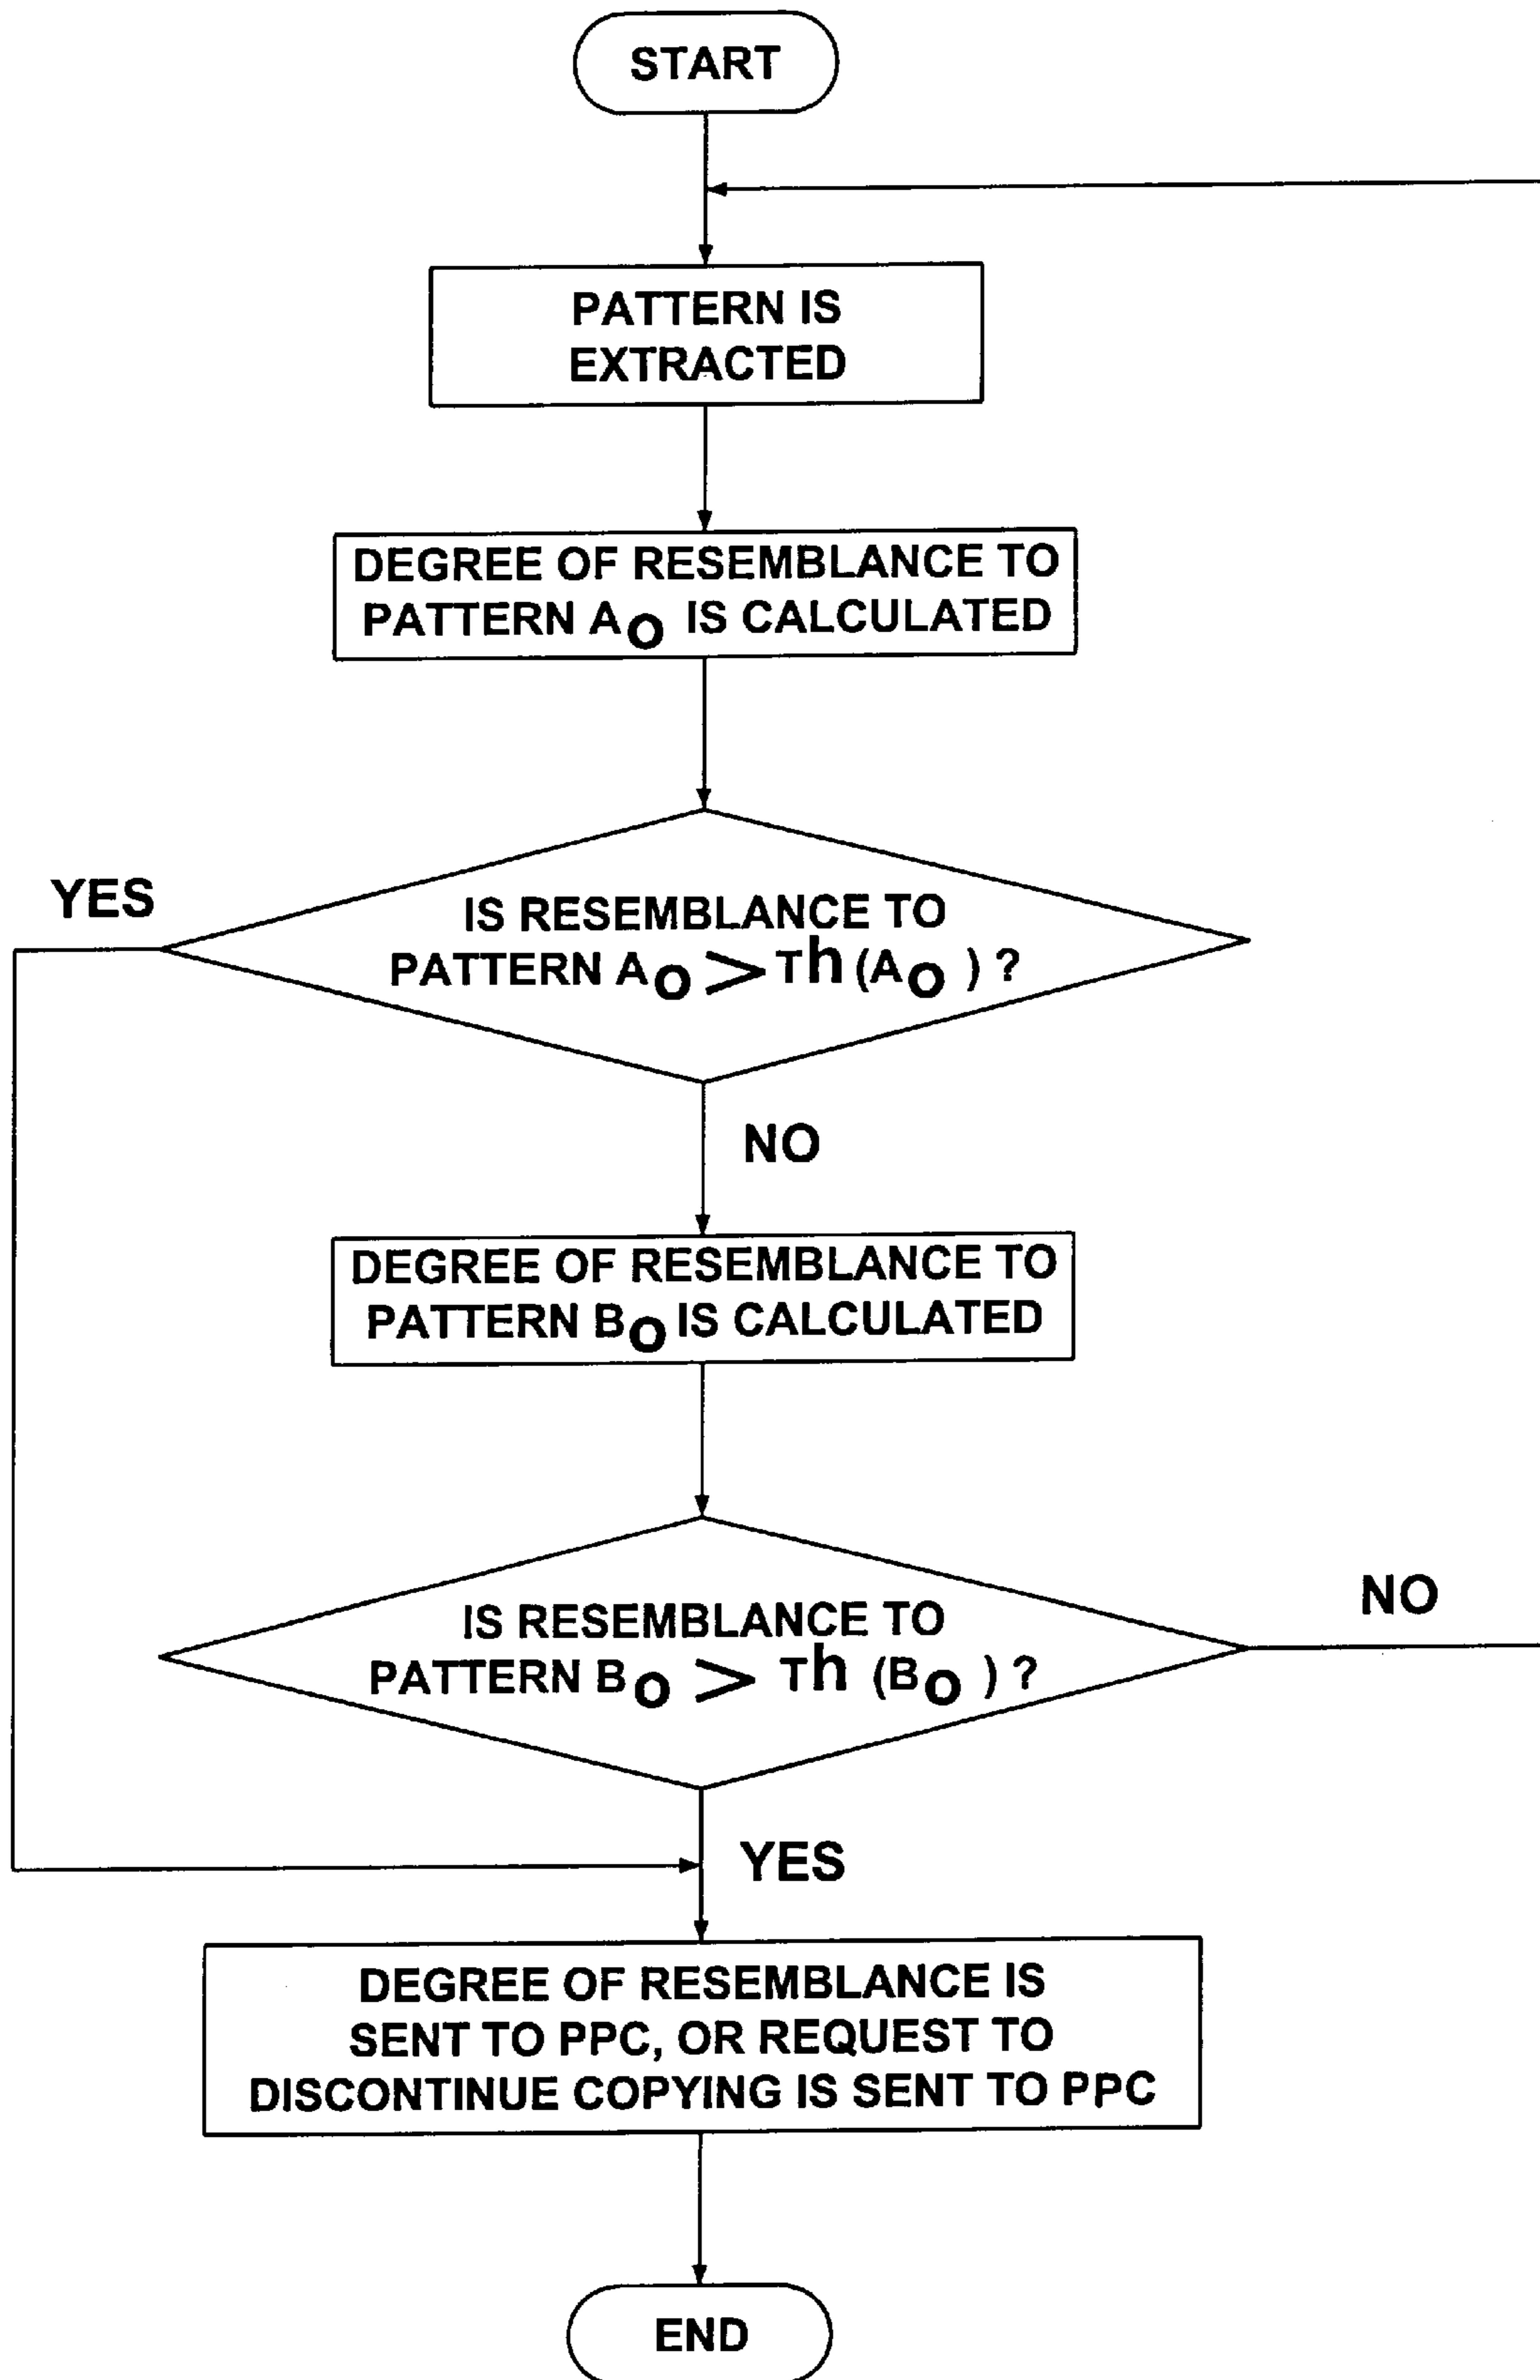 START
PATTERN IS
EXTRACTED
DEGREE OF RESEMBLANCE TO
PATTERN Ao IS CALCULATED
YES
IS RESEMBLANCE TO
PATTERN Ao > Th (Ao ) ?
NO
DEGREE OF RESEMBLANCE TO
PATTERN Bo IS CALCULATED
NO
IS RESEMBLANCE TO
PATTERN Bo > Th (Bo ) ?
YES
DEGREE OF RESEMBLANCE IS
SENT TO PPC, OR REQUEST TO
DISCONTINUE COPYING IS SENT TO PPC
END